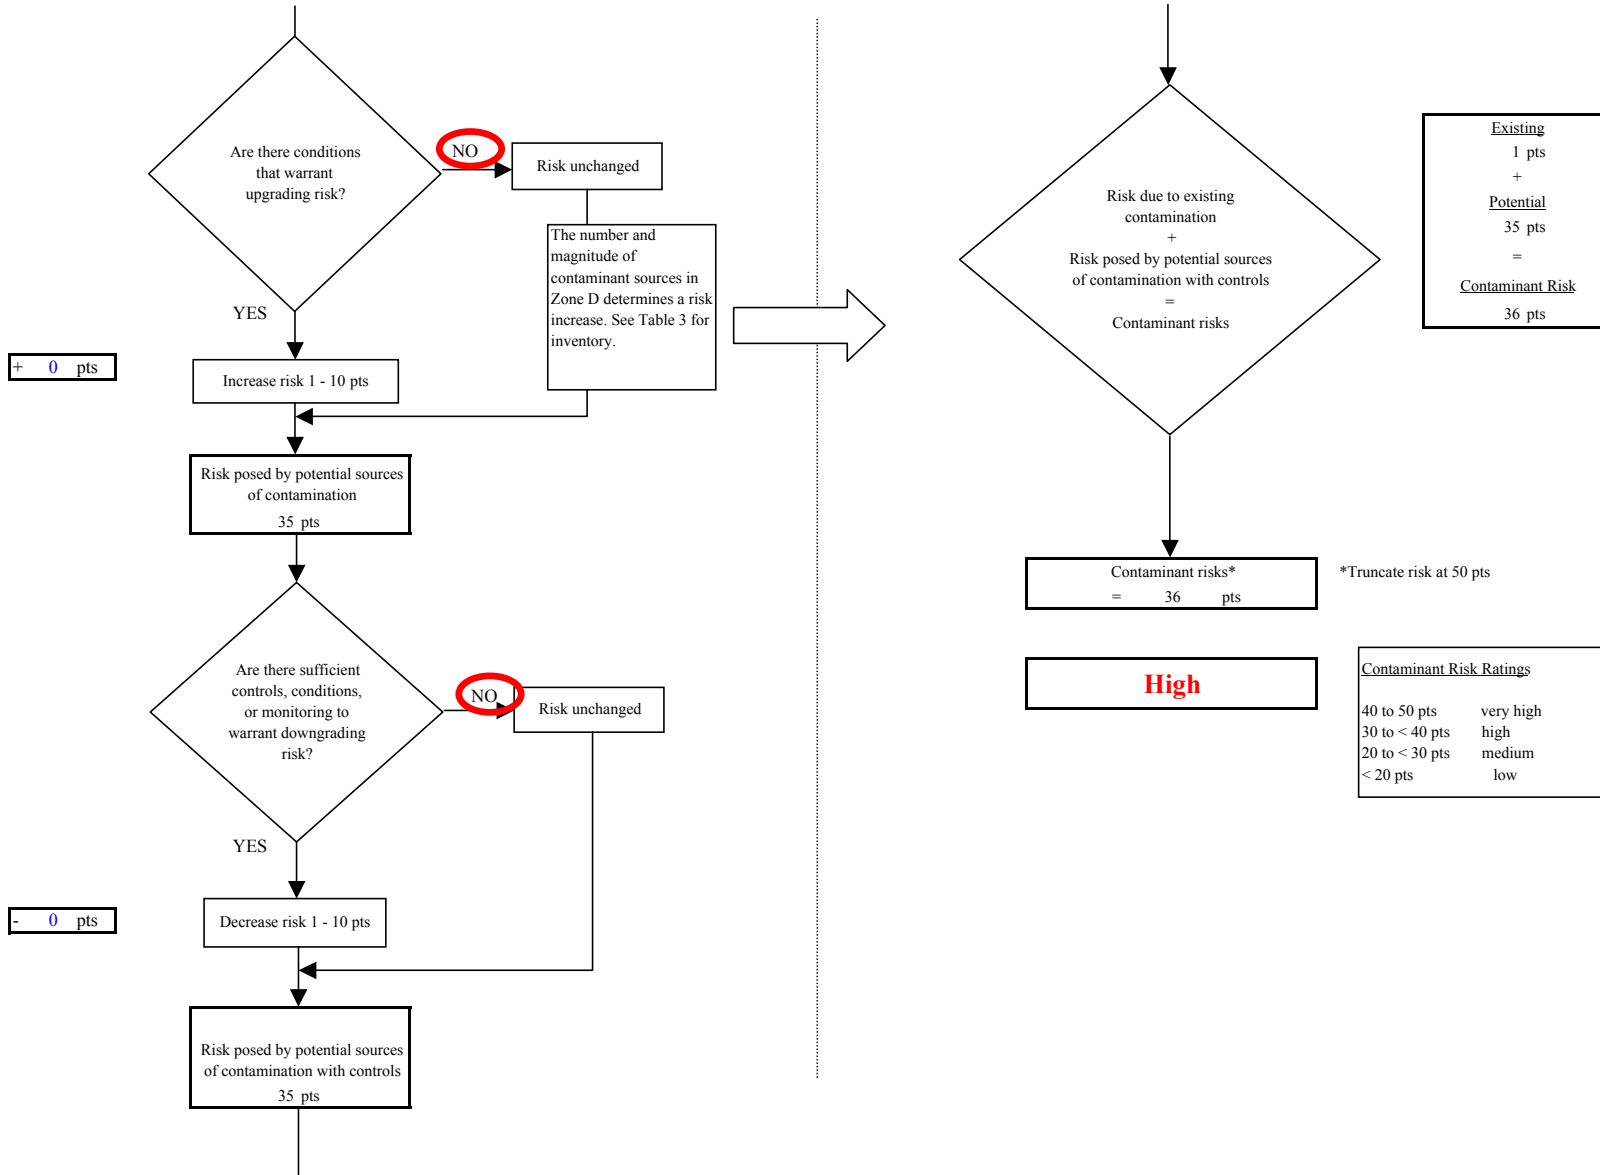 Are there conditions
that warrant
upgrading risk?
NO
Risk unchanged
The number and
magnitude of
contaminant sources in
Zone D determines a risk
increase. See Table 3 for
inventory.
YES
+ 0 pts
Increase risk 1 - 10 pts
Risk posed by potential sources
of contamination
35 pts
Are there sufficient
controls, conditions,
or monitoring to
warrant downgrading
risk?
NO
Risk unchanged
YES
- 0 pts
Decrease risk 1 - 10 pts
Risk posed by potential sources
of contamination with controls
35 pts
Risk due to existing
contamination
+
Risk posed by potential sources
of contamination with controls
=
Contaminant risks
Existing
1 pts
+
Potential
35 pts
=
Contaminant Risk
36 pts
Contaminant risks*
= 36 pts
*Truncate risk at 50 pts
High
Contaminant Risk Ratings
40 to 50 pts very high
30 to < 40 pts high
20 to < 30 pts medium
< 20 pts low